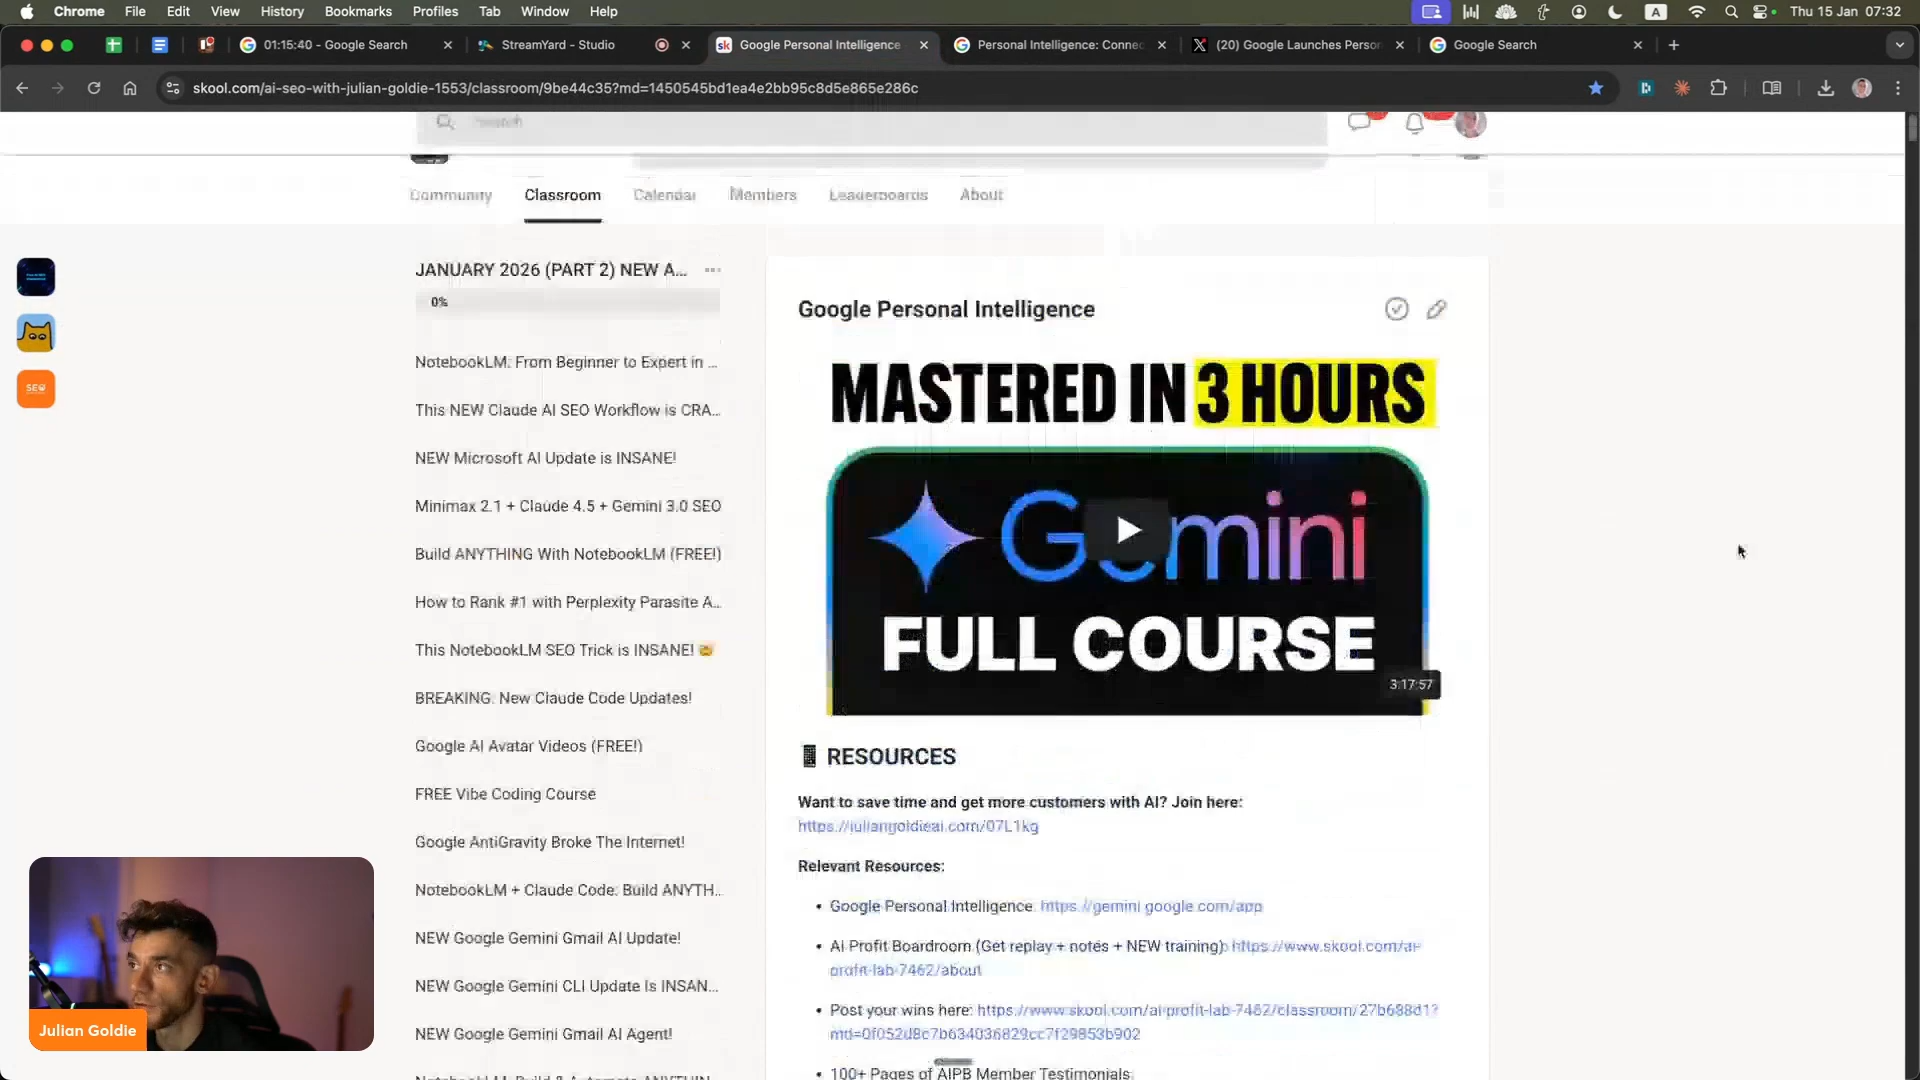 Chrome File Edit View History Bookmarks Profiles Tab Window Help
A
Thu 15 Jan 07:32
01:15:40 - Google Search
StreamYard - Studio
sk Google Personal Intelligence
Personal Intelligence: Connec
(20) Google Launches Person
Google Search
skool.com/ai-seo-with-julian-goldie-1553/classroom/9be44c35?md=1450545bd1ea4e2bb95c8d5e865e286c
Search
Community Classroom Calendar Members Leaderboards About
JANUARY 2026 (PART 2) NEW A...
0%
NotebookLM: From Beginner to Expert in ...
This NEW Claude AI SEO Workflow is CRA...
NEW Microsoft AI Update is INSANE!
Minimax 2.1 + Claude 4.5 + Gemini 3.0 SEO
Build ANYTHING With NotebookLM (FREE!)
How to Rank #1 with Perplexity Parasite A...
This NotebookLM SEO Trick is INSANE! 🤯
BREAKING: New Claude Code Updates!
Google AI Avatar Videos (FREE!)
FREE Vibe Coding Course
Google AntiGravity Broke The Internet!
NotebookLM + Claude Code: Build ANYTH...
NEW Google Gemini Gmail AI Update!
NEW Google Gemini CLI Update Is INSAN...
NEW Google Gemini Gmail AI Agent!
SEO
Google Personal Intelligence
MASTERED IN 3 HOURS
Gemini
FULL COURSE
3:17:57
RESOURCES
Want to save time and get more customers with AI? Join here:
https://juliangoldieai.com/07L1kg
Relevant Resources:
• Google Personal Intelligence: https://gemini.google.com/app
• AI Profit Boardroom (Get replay + notes + NEW training): https://www.skool.com/ai-
profit-lab-7462/about
• Post your wins here: https://www.skool.com/ai-profit-lab-7462/classroom/27b688d1?
md=0f052d8c7b634036829cc7f29853b902
• 100+ Pages of AIPB Member Testimonials
Julian Goldie